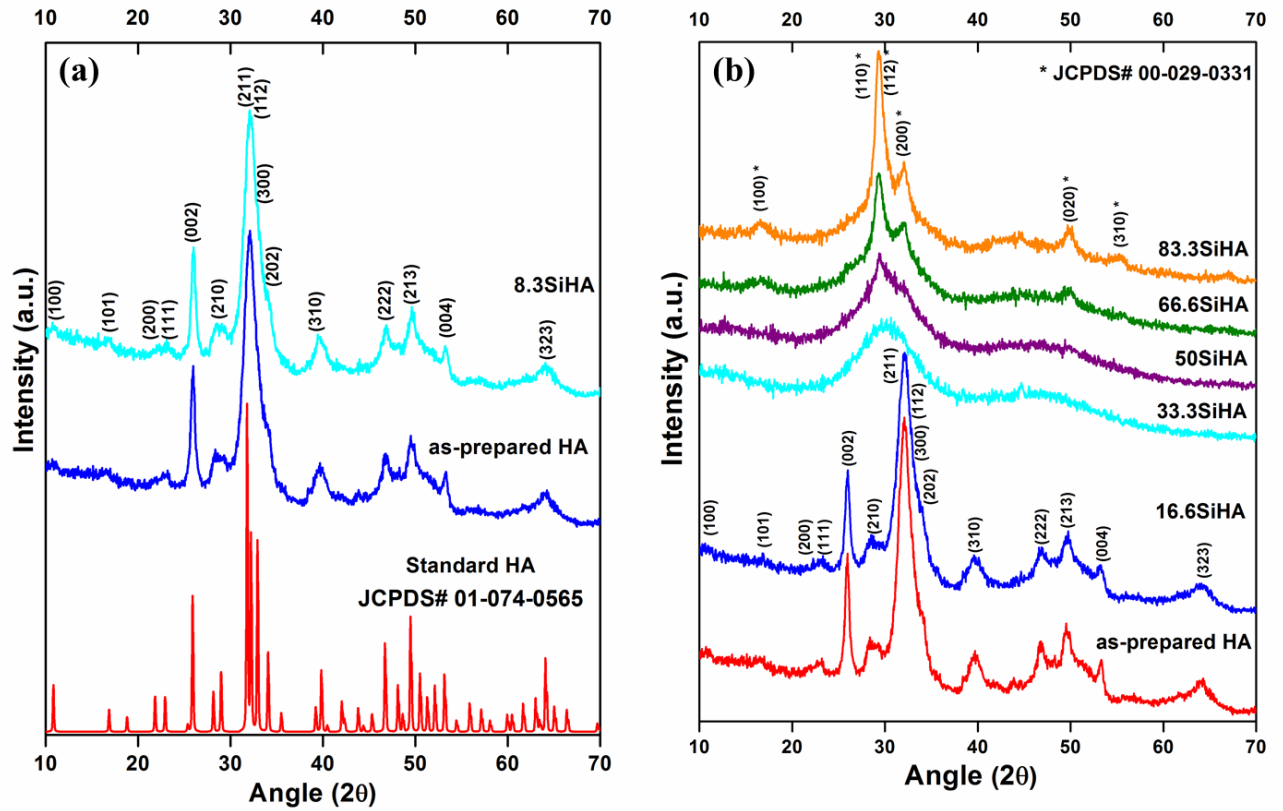 10 20 30 40 50 60 70
(a)
(211)
(112)
(300)
(002)
(202)
8.3SiHA
(100)
(101)
(200)
(111)
(210)
(310)
(222)
(213)
(004)
(323)
as-prepared HA
Standard HA
JCPDS# 01-074-0565
Intensity (a.u.)
10 20 30 40 50 60 70
Angle (2θ)
10 20 30 40 50 60 70
(b)
* JCPDS# 00-029-0331
(110) *
(112) *
(200) *
(100) *
(020) *
(310) *
83.3SiHA
66.6SiHA
50SiHA
33.3SiHA
(211)
(112)
(300)
(202)
(002)
16.6SiHA
(100)
(101)
(200)
(111)
(210)
(310)
(222)
(213)
(004)
(323)
as-prepared HA
Intensity (a.u.)
10 20 30 40 50 60 70
Angle (2θ)